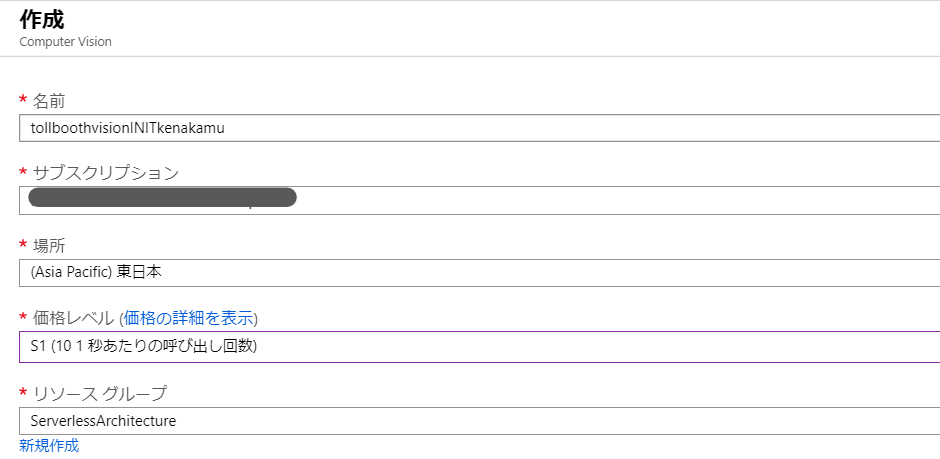 作成
Computer Vision
* 名前
tollboothvisionINITkenakamu
* サブスクリプション
* 場所
(Asia Pacific) 東日本
* 価格レベル (価格の詳細を表示)
S1 (10 1 秒あたりの呼び出し回数)
* リソース グループ
ServerlessArchitecture
新規作成